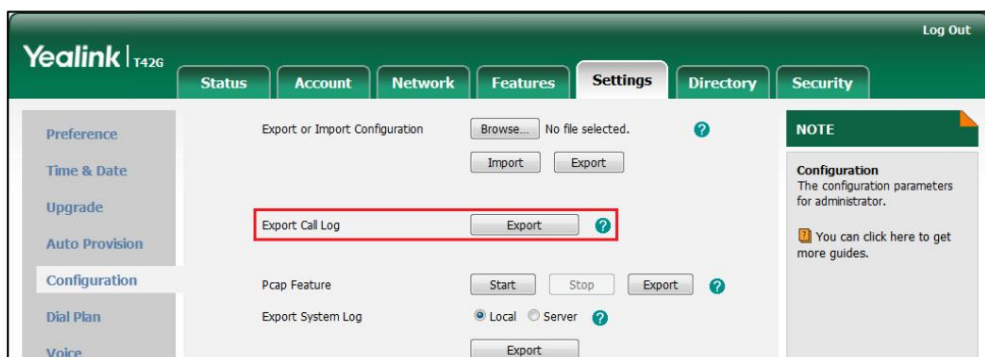 Log Out
Yealink | T42G
Status Account Network Features Settings Directory Security
Preference
Time & Date
Upgrade
Auto Provision
Configuration
Dial Plan
Voice
Export or Import Configuration Browse... No file selected. ?
Import Export
Export Call Log Export ?
Pcap Feature Start Stop Export ?
Export System Log Local Server ?
Export
NOTE
Configuration
The configuration parameters
for administrator.
? You can click here to get
more guides.